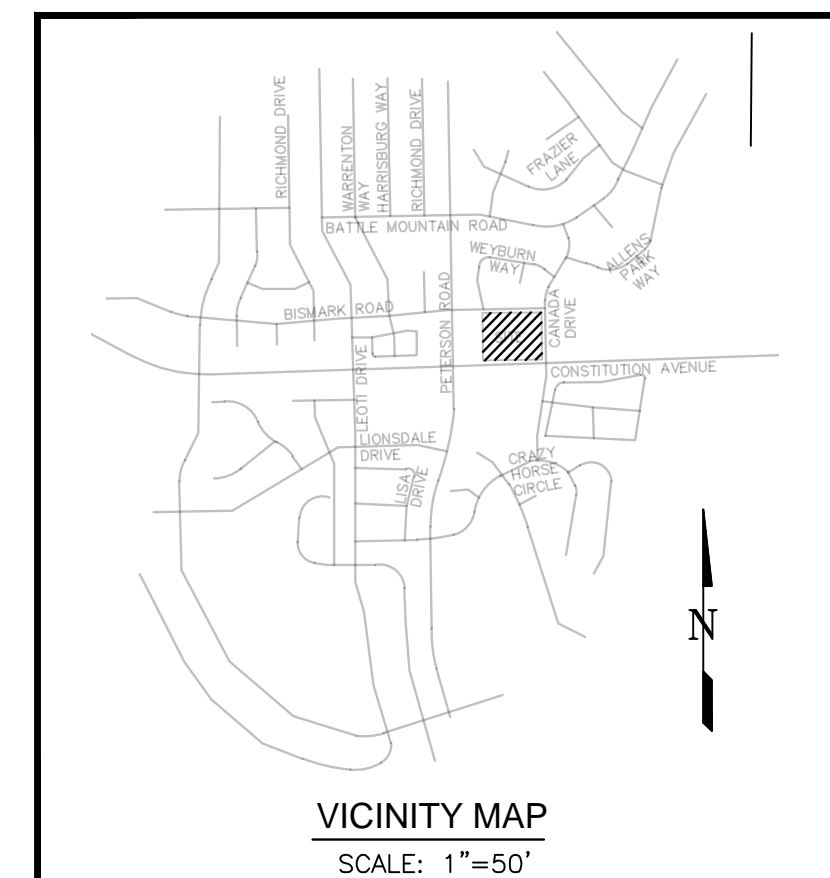 RICHMOND DRIVE
WARRENTON
WAY
HARRISBURG WAY
RICHMOND DRIVE
FRAZIER
LANE
BATTLE MOUNTAIN ROAD
WEYBURN
WAY
ALLENS
PARK
WAY
BISMARK ROAD
PETERSON ROAD
CANADA
DRIVE
CONSTITUTION AVENUE
LEOTI DRIVE
LIONSDALE
DRIVE
LISA
DRIVE
CRAZY
HORSE
CIRCLE
N
VICINITY MAP
SCALE: 1"=50'